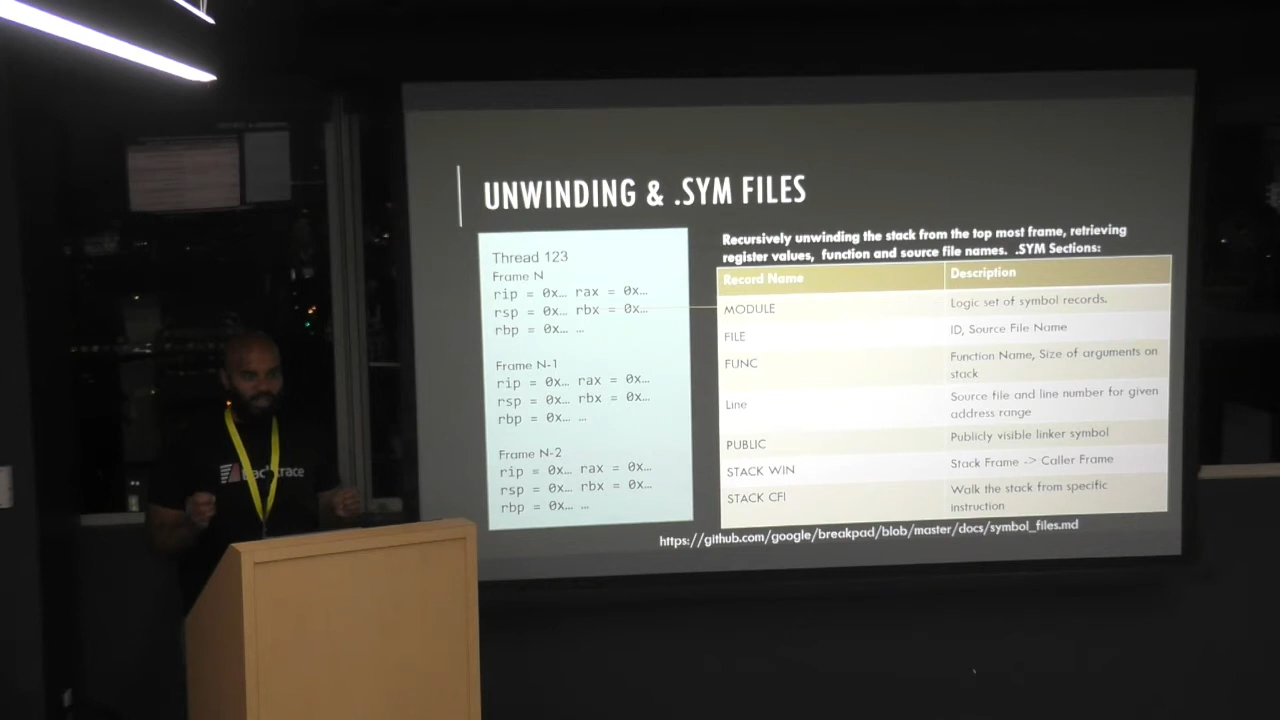 UNWINDING & .SYM FILES
Thread 123
Frame N
rip = 0x… rax = 0x…
rsp = 0x… rbx = 0x…
rbp = 0x… …
Frame N-1
rip = 0x… rax = 0x…
rsp = 0x… rbx = 0x…
rbp = 0x… …
Frame N-2
rip = 0x… rax = 0x…
rsp = 0x… rbx = 0x…
rbp = 0x… …
Recursively unwinding the stack from the top most frame, retrieving
register values, function and source file names. .SYM Sections:
Record Name Description
MODULE Logic set of symbol records.
FILE ID, Source File Name
FUNC Function Name, Size of arguments on
stack
Line Source file and line number for given
address range
PUBLIC Publicly visible linker symbol
STACK WIN Stack Frame -> Caller Frame
STACK CFI Walk the stack from specific
instruction
https://github.com/google/breakpad/blob/master/docs/symbol_files.md